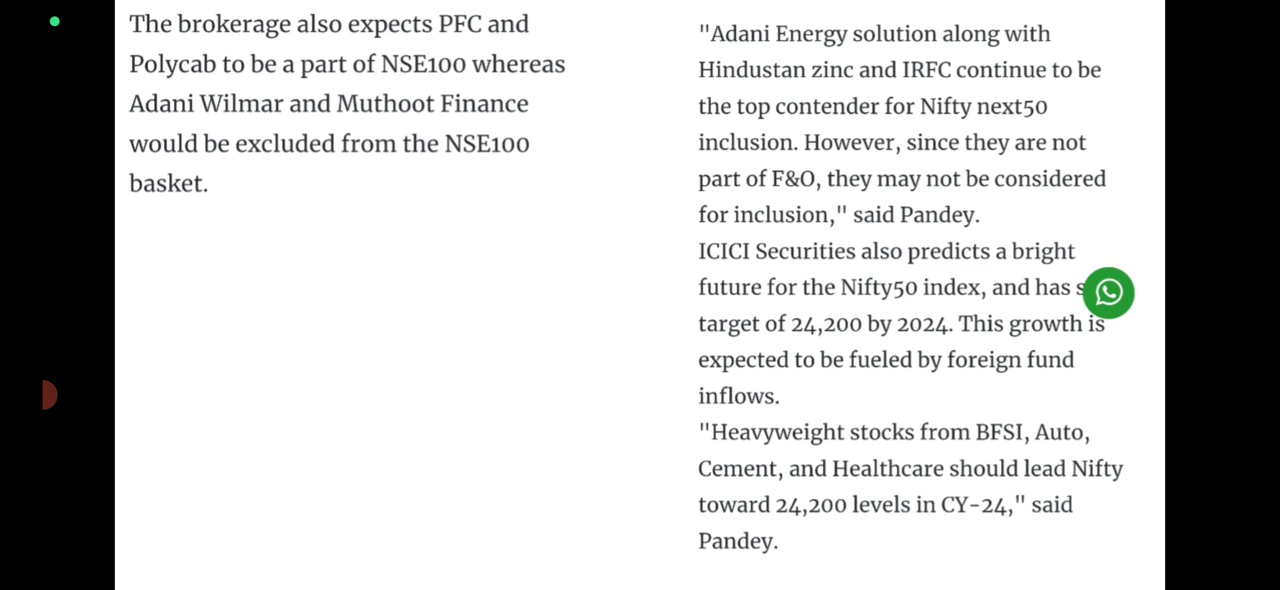 The brokerage also expects PFC and
Polycab to be a part of NSE100 whereas
Adani Wilmar and Muthoot Finance
would be excluded from the NSE100
basket.
"Adani Energy solution along with
Hindustan zinc and IRFC continue to be
the top contender for Nifty next50
inclusion. However, since they are not
part of F&O, they may not be considered
for inclusion," said Pandey.
ICICI Securities also predicts a bright
future for the Nifty50 index, and has
target of 24,200 by 2024. This growth is
expected to be fueled by foreign fund
inflows.
"Heavyweight stocks from BFSI, Auto,
Cement, and Healthcare should lead Nifty
toward 24,200 levels in CY-24," said
Pandey.